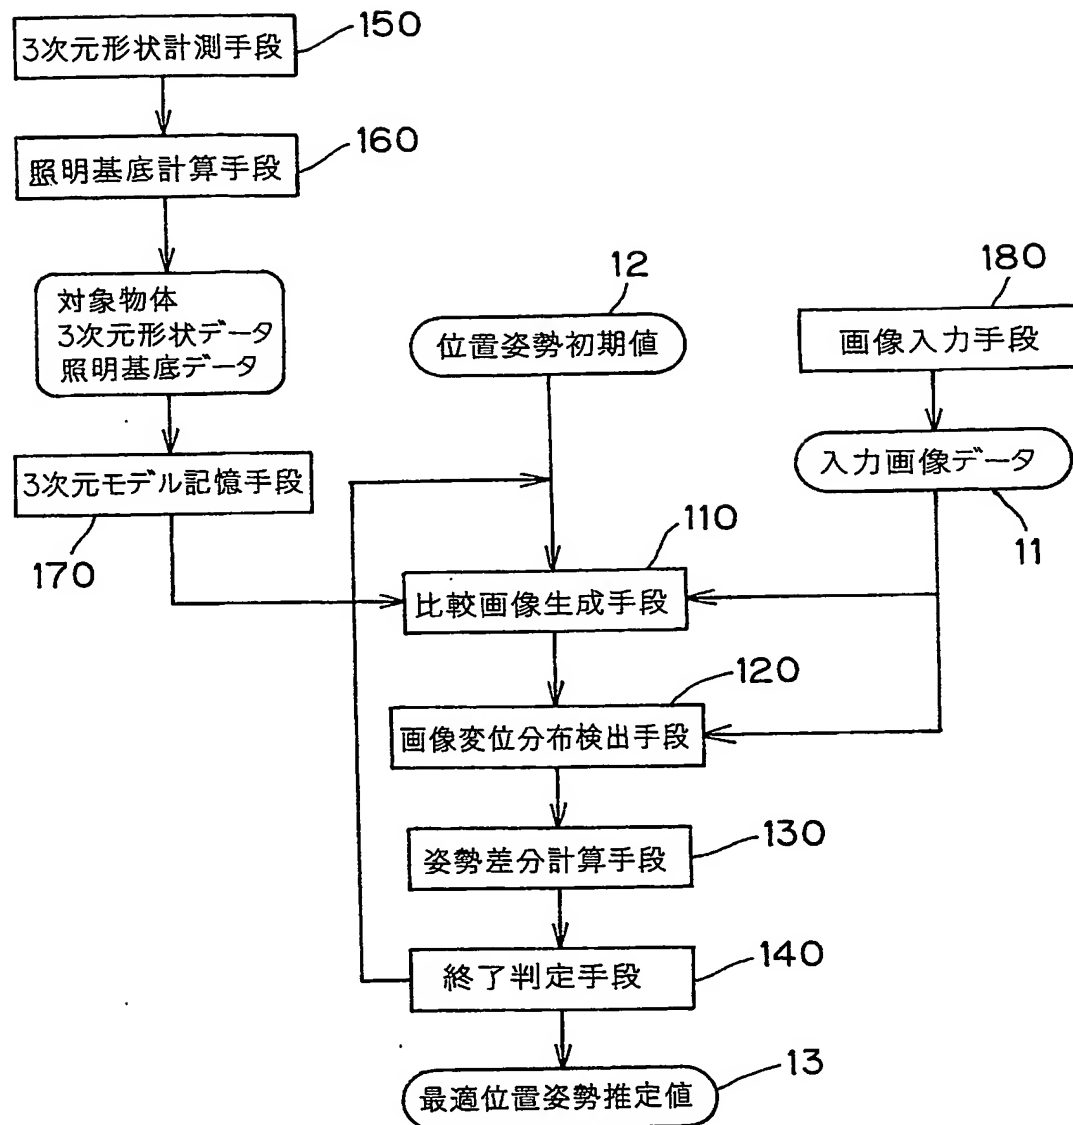 150
3次元形状計測手段
160
照明基底計算手段
対象物体
3次元形状データ
照明基底データ
3次元モデル記憶手段
170
12
位置姿勢初期値
180
画像入力手段
入力画像データ
11
110
比較画像生成手段
120
画像変位分布検出手段
130
姿勢差分計算手段
140
終了判定手段
13
最適位置姿勢推定値